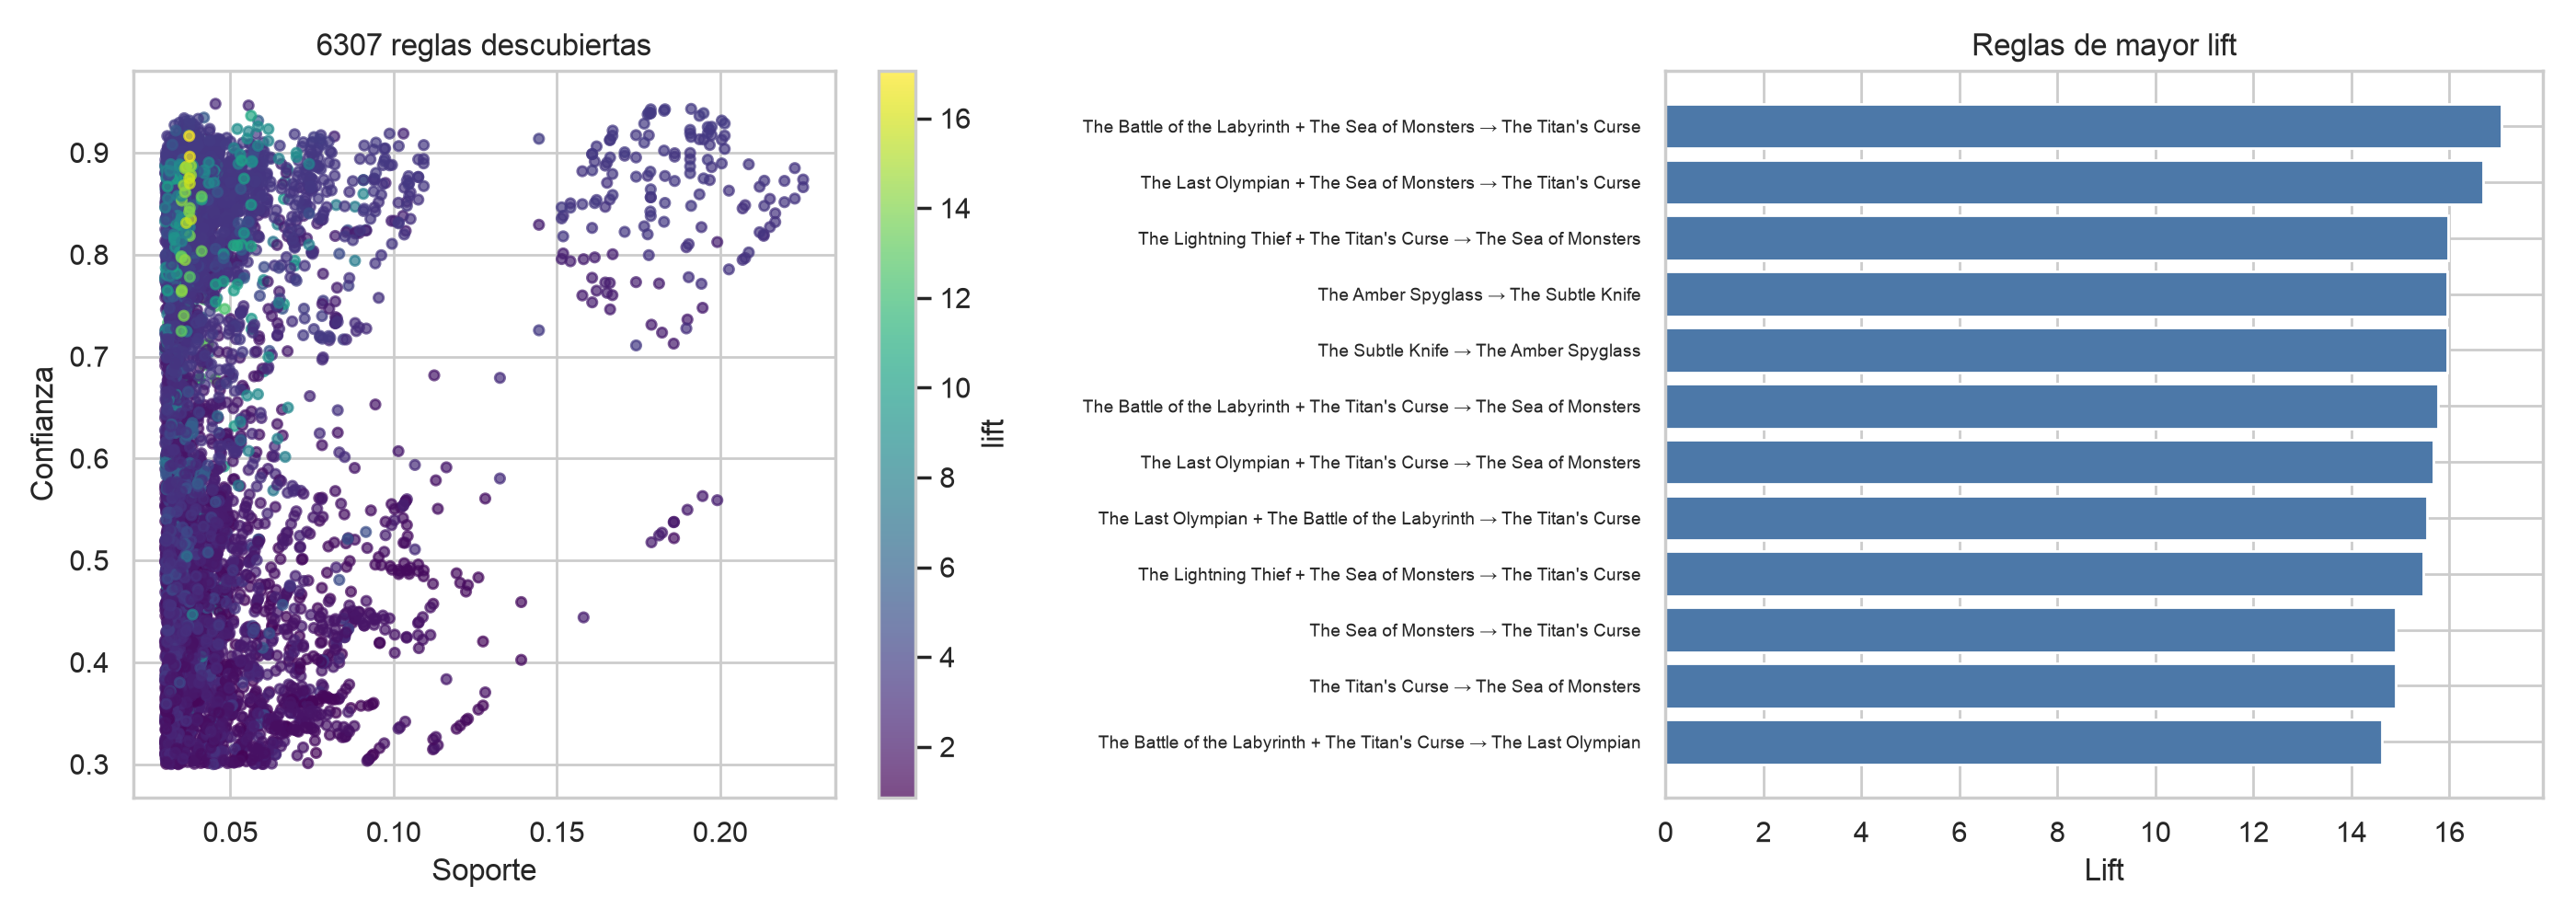 6307 reglas descubiertas
Confianza
0.9
0.8
0.7
0.6
0.5
0.4
0.3
0.05
0.10
0.15
0.20
Soporte
16
14
12
10
8
6
4
2
lift
Reglas de mayor lift
The Battle of the Labyrinth + The Sea of Monsters → The Titan's Curse
The Last Olympian + The Sea of Monsters → The Titan's Curse
The Lightning Thief + The Titan's Curse → The Sea of Monsters
The Amber Spyglass → The Subtle Knife
The Subtle Knife → The Amber Spyglass
The Battle of the Labyrinth + The Titan's Curse → The Sea of Monsters
The Last Olympian + The Titan's Curse → The Sea of Monsters
The Last Olympian + The Battle of the Labyrinth → The Titan's Curse
The Lightning Thief + The Sea of Monsters → The Titan's Curse
The Sea of Monsters → The Titan's Curse
The Titan's Curse → The Sea of Monsters
The Battle of the Labyrinth + The Titan's Curse → The Last Olympian
0
2
4
6
8
10
12
14
16
Lift